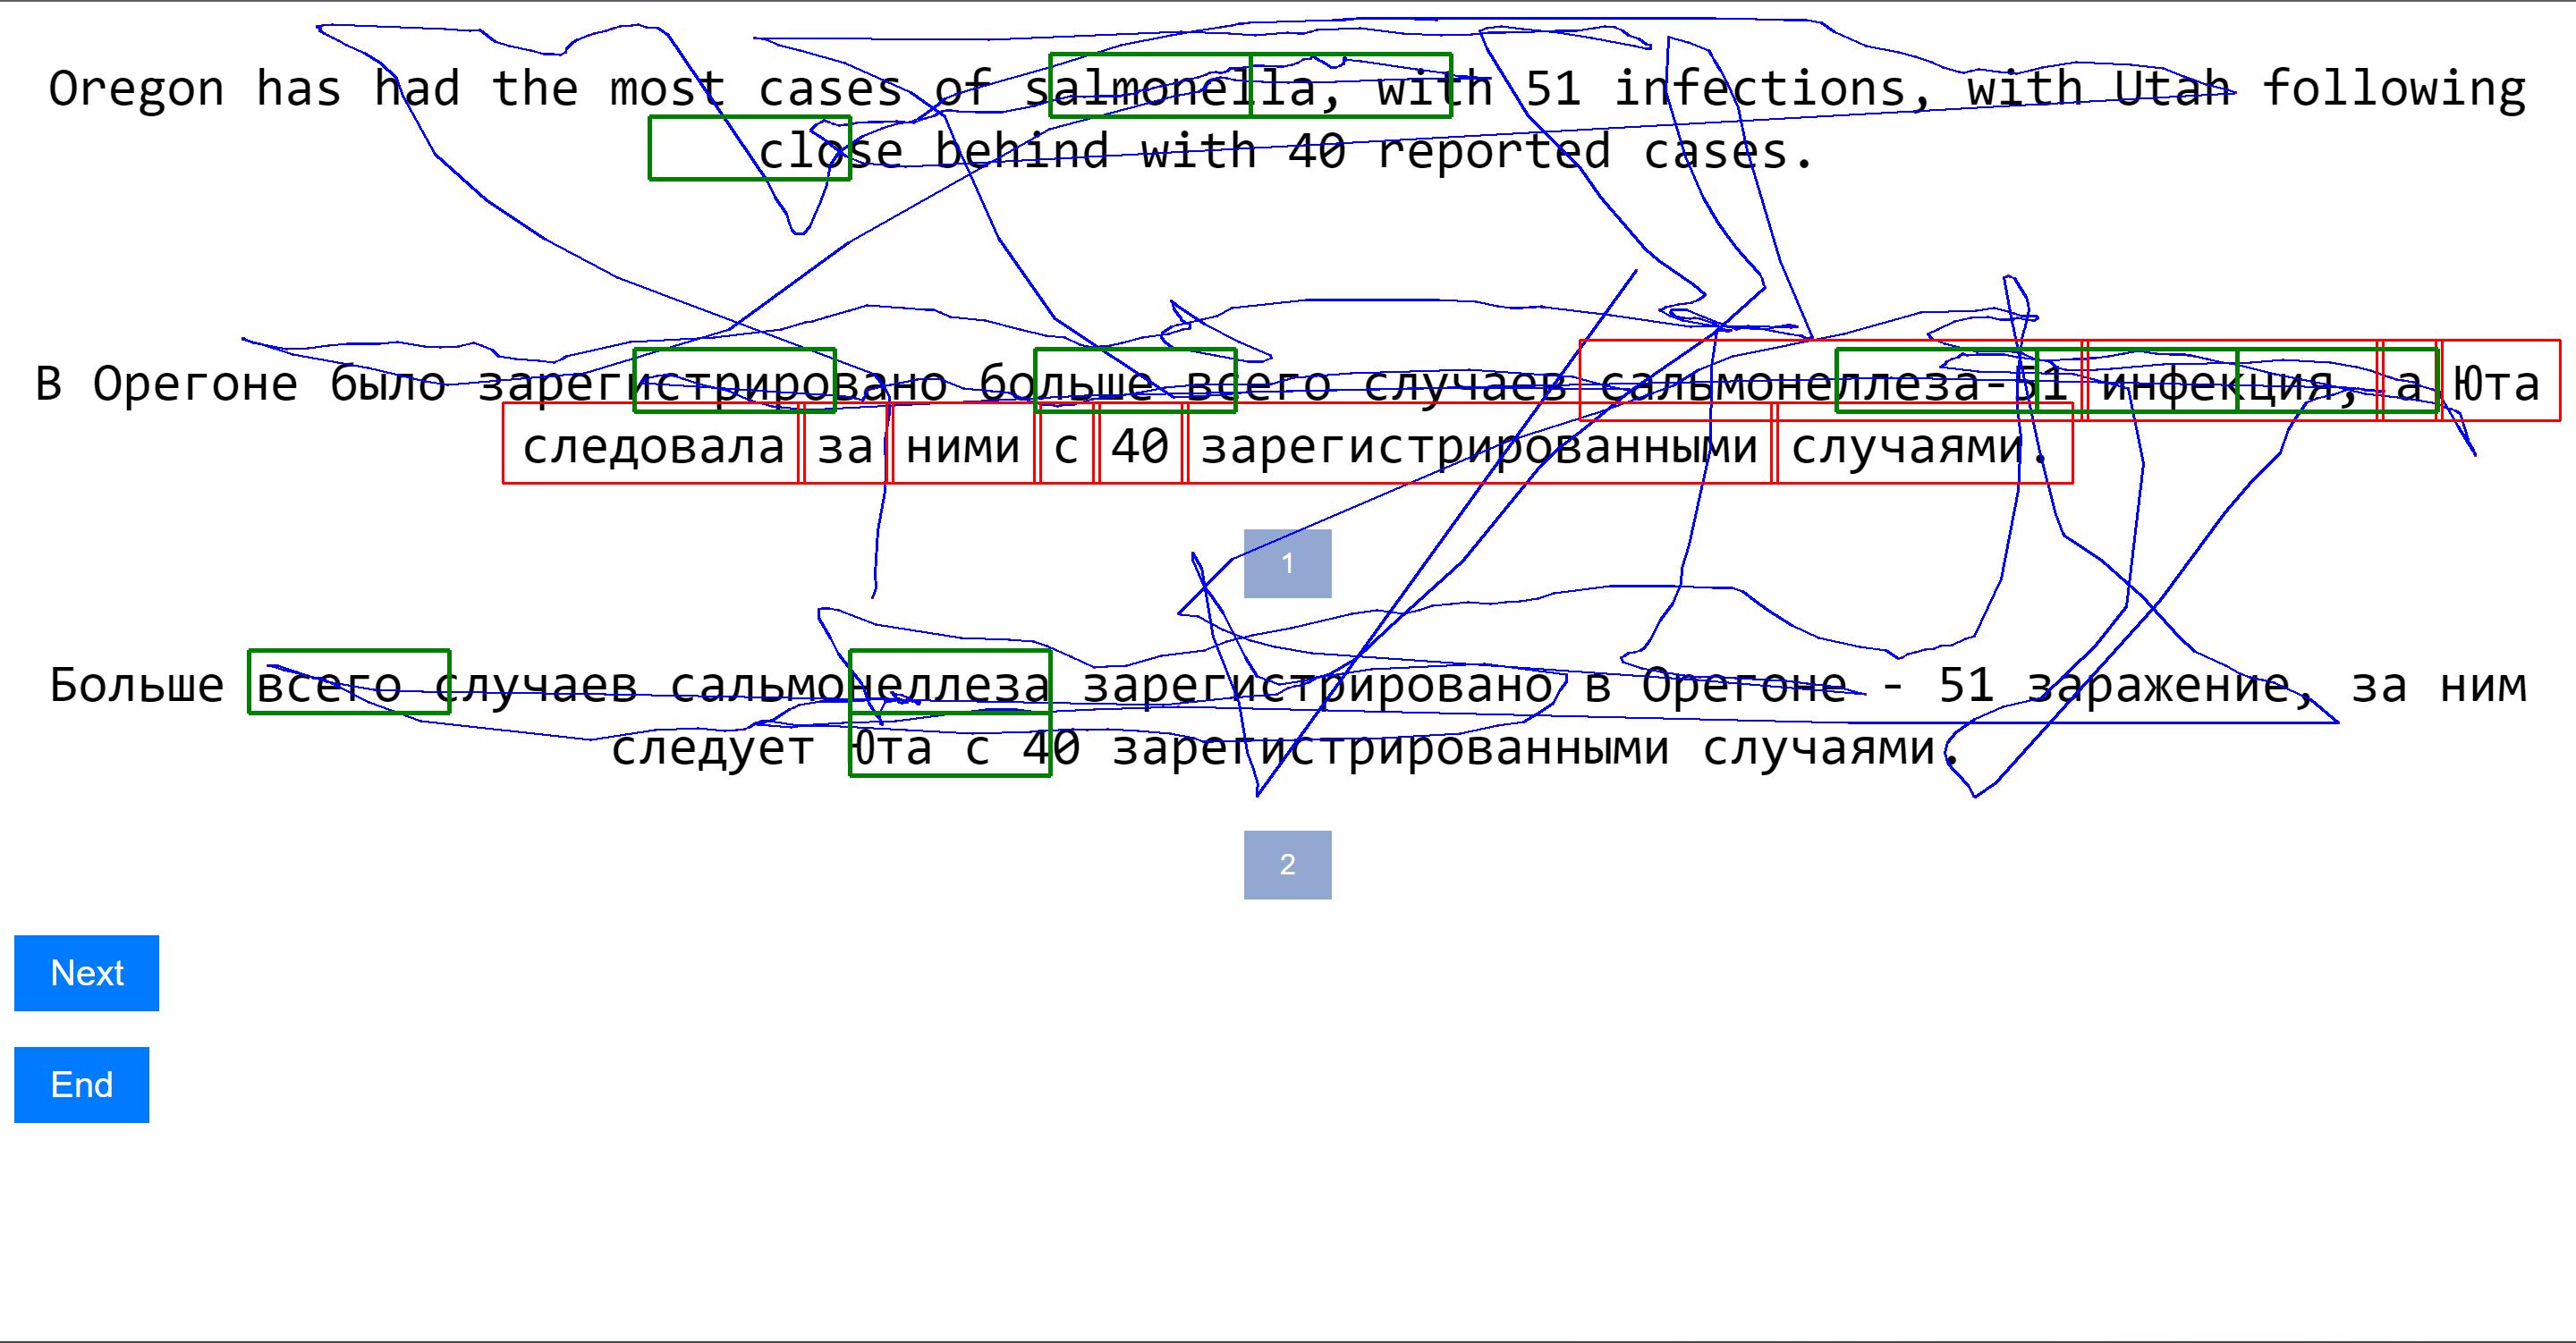 Oregon has had the most cases of salmonella, with 51 infections, with Utah following
close behind with 40 reported cases.
В Орегоне было зарегистрировано больше всего случаев сальмонеллеза-51 инфекция, а Юта
следовала за ними с 40 зарегистрированными случаями.
1
Больше всего случаев сальмонеллеза зарегистрировано в Орегоне - 51 заражение, за ним
следует Юта с 40 зарегистрированными случаями.
2
Next
End